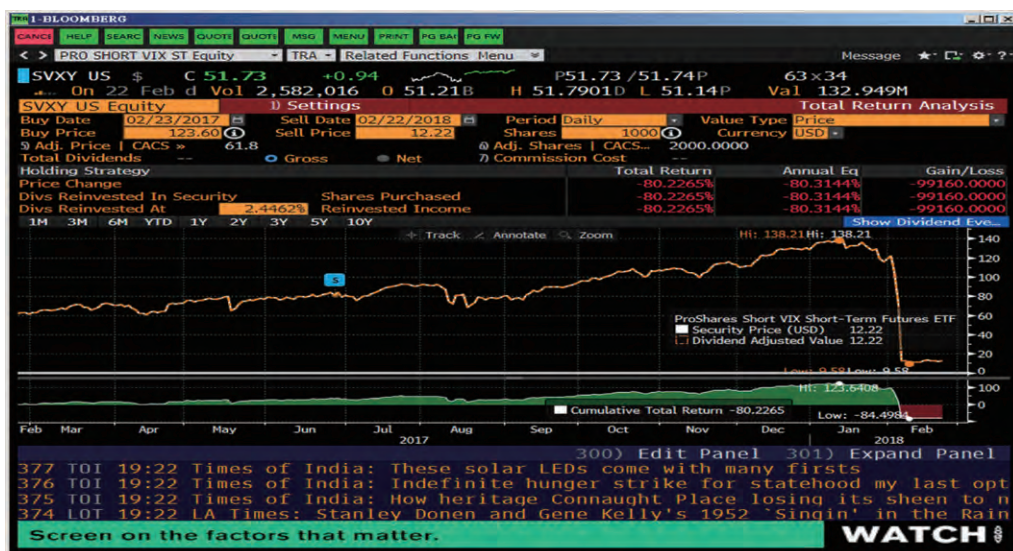 TRA 1-BLOOMBERG
CANCE HELP SEARC NEWS QUOTE QUOTE MSG MENU PRINT PG BAC PG FW
< > PRO SHORT VIX ST Equity TRA Related Functions Menu Message ?
SVXY US $ C 51.73 +0.94 P51.73/51.74P 63x34
On 22 Feb d Vol 2,582,016 O 51.21B H 51.7901D L 51.14P Val 132.949M
SVXY US Equity 1) Settings Total Return Analysis
Buy Date 02/23/2017 Sell Date 02/22/2018 Period Daily Value Type Price
Buy Price 123.60 Sell Price 12.22 Shares 1000 Currency USD
5) Adj. Price | CACS » 61.8 6) Adj. Shares | CACS... 2000.0000
Total Dividends -- Gross Net 7) Commission Cost --
Holding Strategy Total Return Annual Eq Gain/Loss
Price Change -80.2265% -80.3144% -99160.0000
Divs Reinvested In Security Shares Purchased -80.2265% -80.3144% -99160.0000
Divs Reinvested At 2.4462% Reinvested Income -80.2265% -80.3144% -99160.0000
1M 3M 6M YTD 1Y 2Y 3Y 5Y 10Y Show Dividend Eve...
Track Annotate Zoom
Hi: 138.21 Hi: 138.21
140
120
100
80
60
40
20
0
S
ProShares Short VIX Short-Term Futures ETF
Security Price (USD) 12.22
Dividend Adjusted Value 12.22
Low: 9.58 Low: 9.58
Hi: 123.6408
100
0
Cumulative Total Return -80.2265
Low: -84.4984
Feb Mar Apr May Jun Jul Aug Sep Oct Nov Dec Jan Feb
2017 2018
300) Edit Panel 301) Expand Panel
377 TOI 19:22 Times of India: These solar LEDs come with many firsts
376 TOI 19:22 Times of India: Indefinite hunger strike for statehood my last opt
375 TOI 19:22 Times of India: How heritage Connaught Place losing its sheen to n
374 LOT 19:22 LA Times: Stanley Donen and Gene Kelly's 1952 `Singin' in the Rain
Screen on the factors that matter. WATCH